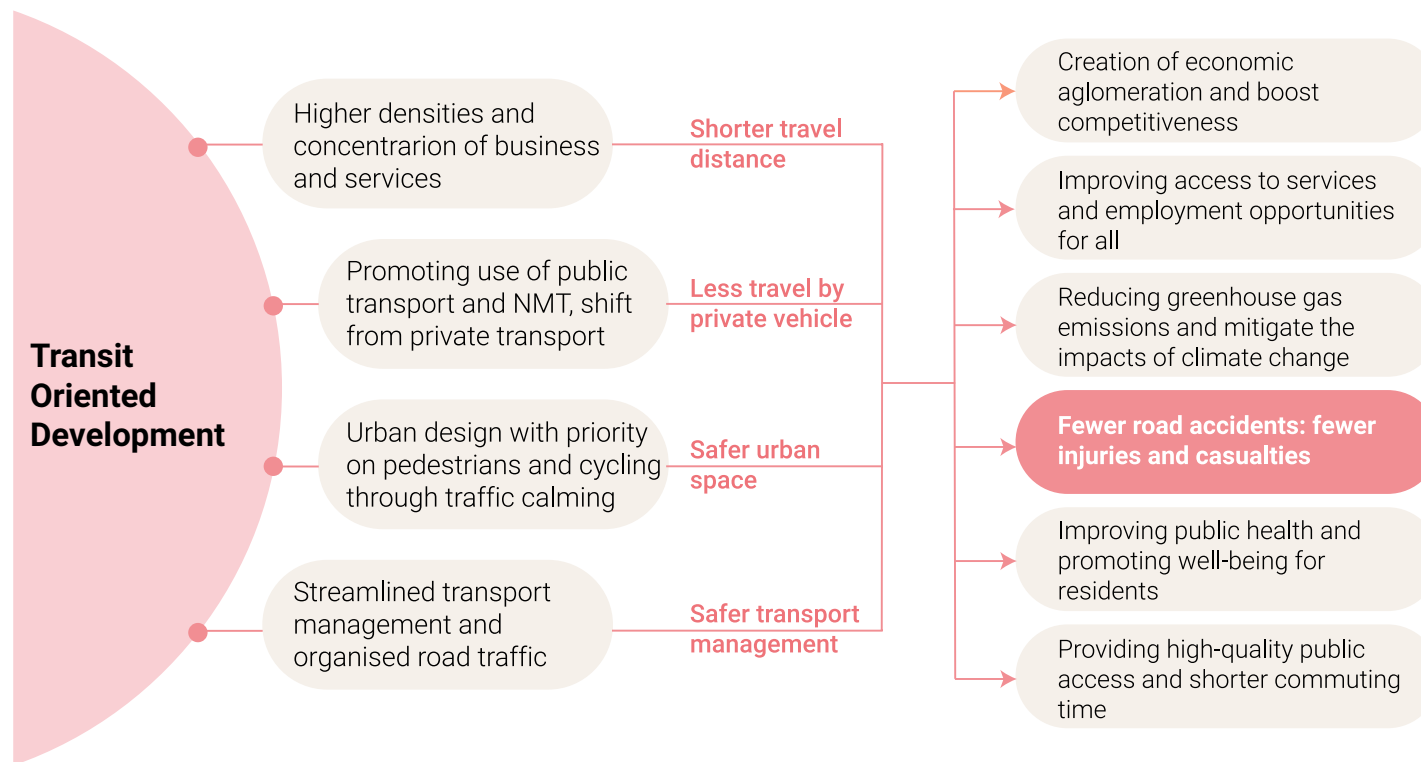 Transit
Oriented
Development
Higher densities and
concentrarion of business
and services
Shorter travel
distance
Promoting use of public
transport and NMT, shift
from private transport
Less travel by
private vehicle
Urban design with priority
on pedestrians and cycling
through traffic calming
Safer urban
space
Streamlined transport
management and
organised road traffic
Safer transport
management
Creation of economic
aglomeration and boost
competitiveness
Improving access to services
and employment opportunities
for all
Reducing greenhouse gas
emissions and mitigate the
impacts of climate change
Fewer road accidents: fewer
injuries and casualties
Improving public health and
promoting well-being for
residents
Providing high-quality public
access and shorter commuting
time